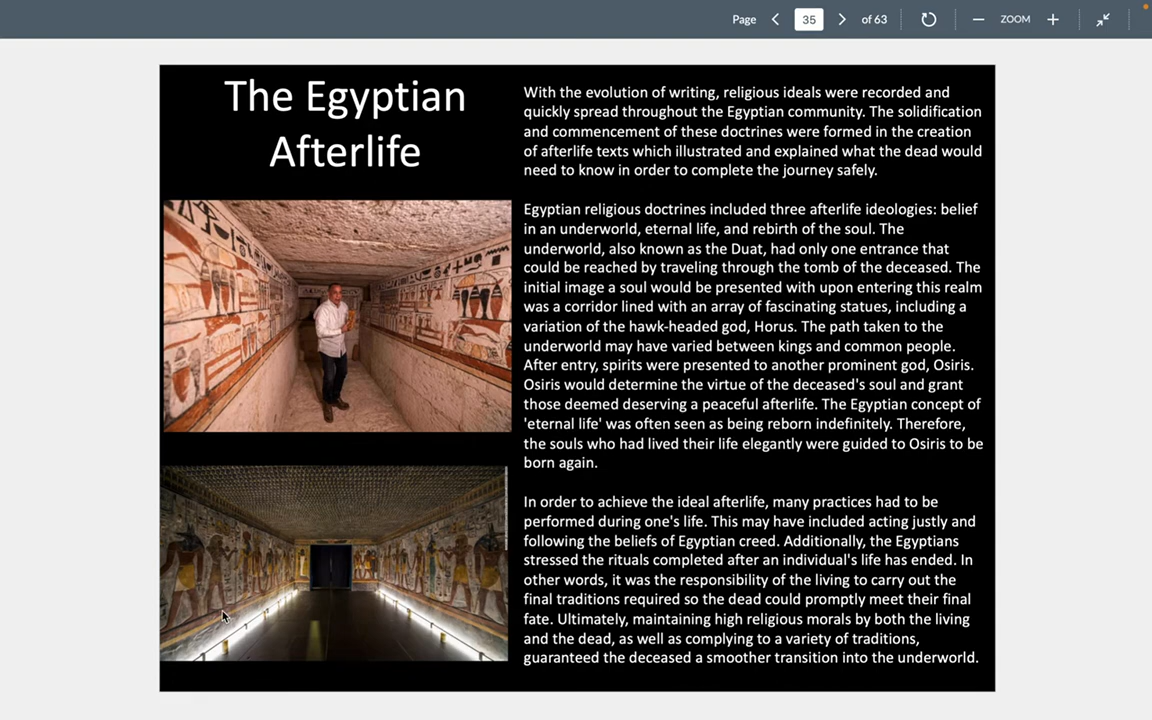 Page 35 of 63 ZOOM
The Egyptian
Afterlife
With the evolution of writing, religious ideals were recorded and
quickly spread throughout the Egyptian community. The solidification
and commencement of these doctrines were formed in the creation
of afterlife texts which illustrated and explained what the dead would
need to know in order to complete the journey safely.
Egyptian religious doctrines included three afterlife ideologies: belief
in an underworld, eternal life, and rebirth of the soul. The
underworld, also known as the Duat, had only one entrance that
could be reached by traveling through the tomb of the deceased. The
initial image a soul would be presented with upon entering this realm
was a corridor lined with an array of fascinating statues, including a
variation of the hawk-headed god, Horus. The path taken to the
underworld may have varied between kings and common people.
After entry, spirits were presented to another prominent god, Osiris.
Osiris would determine the virtue of the deceased's soul and grant
those deemed deserving a peaceful afterlife. The Egyptian concept of
'eternal life' was often seen as being reborn indefinitely. Therefore,
the souls who had lived their life elegantly were guided to Osiris to be
born again.
In order to achieve the ideal afterlife, many practices had to be
performed during one's life. This may have included acting justly and
following the beliefs of Egyptian creed. Additionally, the Egyptians
stressed the rituals completed after an individual's life has ended. In
other words, it was the responsibility of the living to carry out the
final traditions required so the dead could promptly meet their final
fate. Ultimately, maintaining high religious morals by both the living
and the dead, as well as complying to a variety of traditions,
guaranteed the deceased a smoother transition into the underworld.